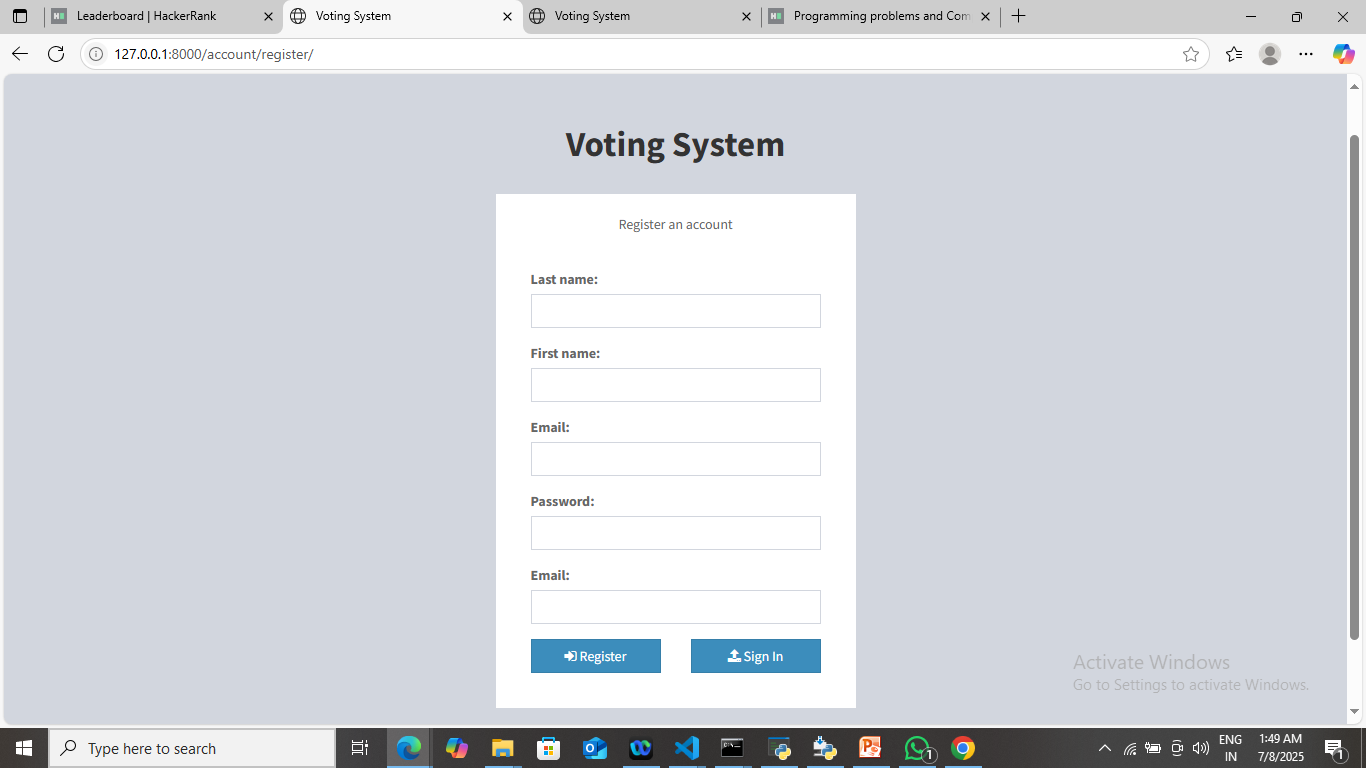 Leaderboard | HackerRank
Voting System
Voting System
Programming problems and Com
127.0.0.1:8000/account/register/
Voting System
Register an account
Last name:
First name:
Email:
Password:
Email:
Register
Sign In
Activate Windows
Go to Settings to activate Windows.
Type here to search
1
ENG
IN
1:49 AM
7/8/2025
1